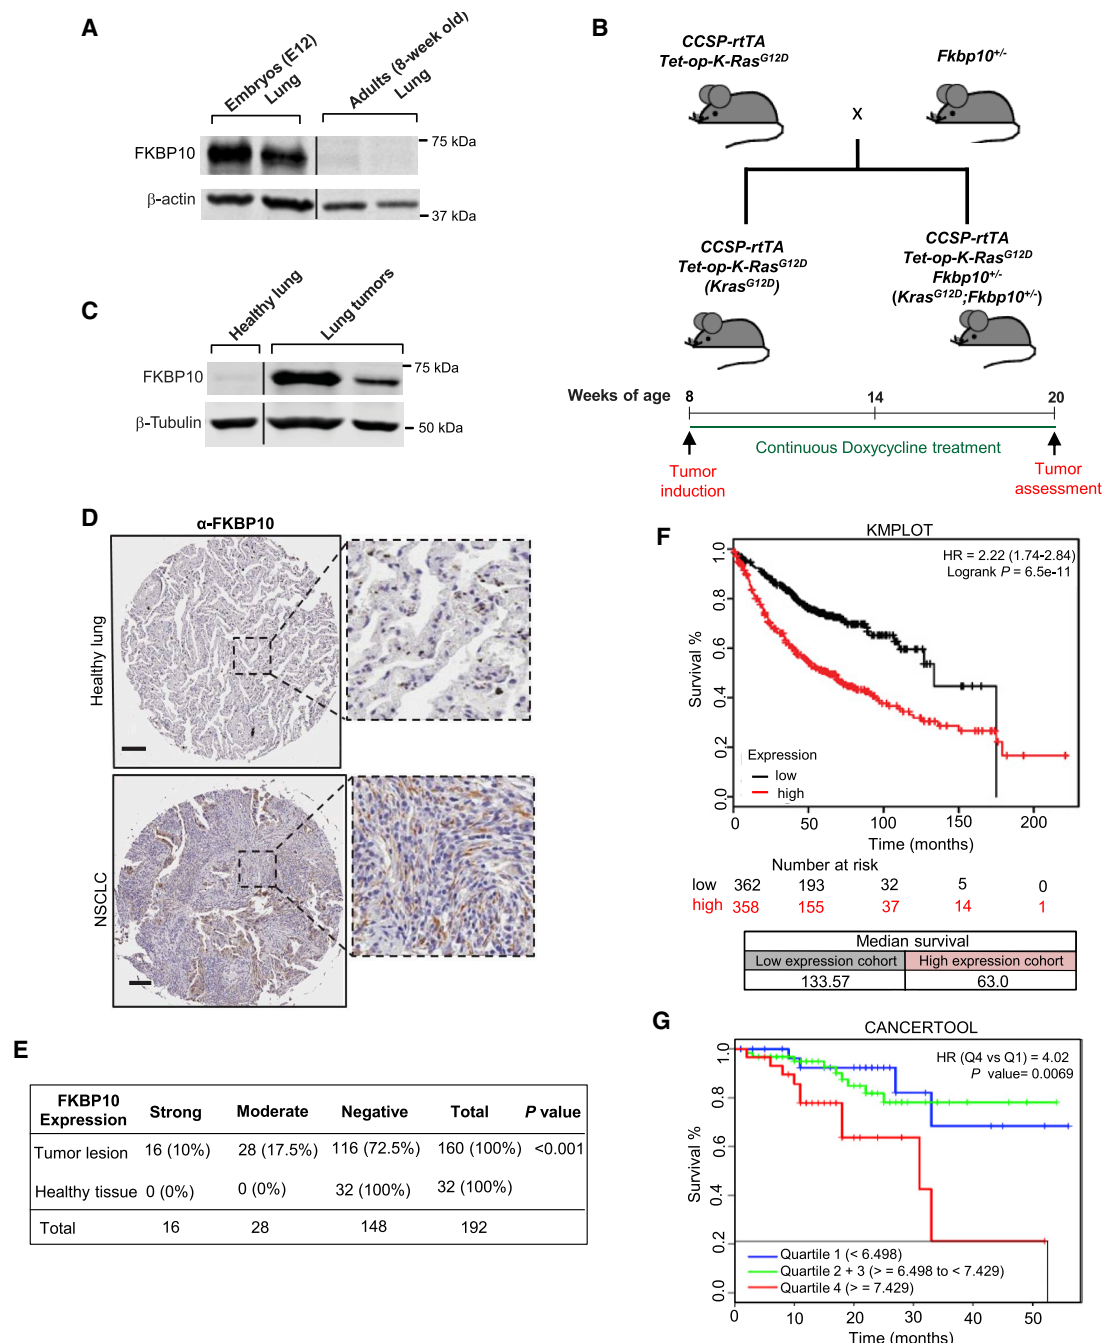 A
Embryos (E12)
Lung
Adults (8-week old)
Lung
FKBP10
75 kDa
β-actin
37 kDa
B
CCSP-rtTA
Tet-op-K-RasG12D
Fkbp10+/-
X
CCSP-rtTA
Tet-op-K-RasG12D
(KrasG12D)
CCSP-rtTA
Tet-op-K-RasG12D
Fkbp10+/-
(KrasG12D;Fkbp10+/-)
Weeks of age
8
14
20
Continuous Doxycycline treatment
Tumor
induction
Tumor
assessment
C
Healthy lung
Lung tumors
FKBP10
75 kDa
β-Tubulin
50 kDa
D
α-FKBP10
Healthy lung
NSCLC
E
FKBP10 Expression Strong Moderate Negative Total P value
Tumor lesion 16 (10%) 28 (17.5%) 116 (72.5%) 160 (100%) <0.001
Healthy tissue 0 (0%) 0 (0%) 32 (100%) 32 (100%)
Total 16 28 148 192
F
KMPLOT
HR = 2.22 (1.74-2.84)
Logrank P = 6.5e-11
Survival %
1.0
0.8
0.6
0.4
0.2
0.0
Expression
low
high
0 50 100 150 200
Time (months)
Number at risk
low 362 193 32 5 0
high 358 155 37 14 1
Median survival
Low expression cohort High expression cohort
133.57 63.0
G
CANCERTOOL
HR (Q4 vs Q1) = 4.02
P value= 0.0069
Survival %
1.0
0.8
0.6
0.4
0.2
0.0
Quartile 1 (< 6.498)
Quartile 2 + 3 (> = 6.498 to < 7.429)
Quartile 4 (> = 7.429)
0 10 20 30 40 50
Time (months)